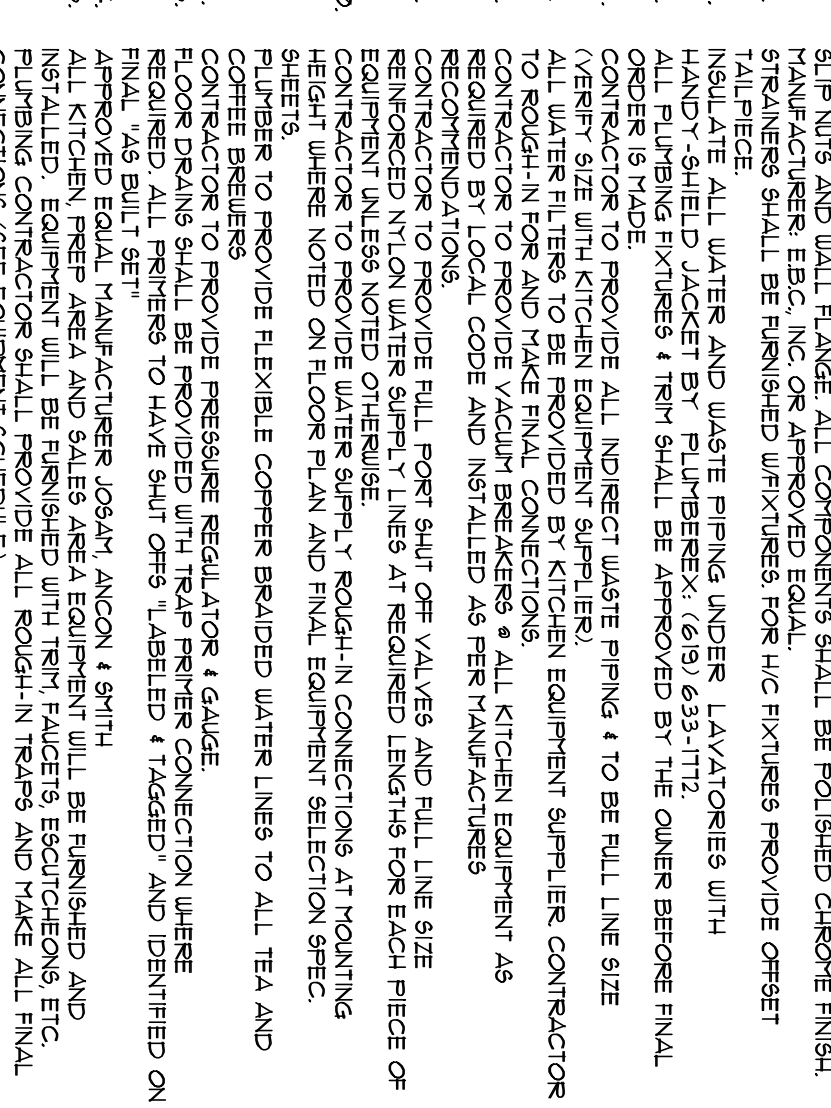 SLIP NUTS AND WALL FLANGE. ALL COMPONENTS SHALL BE POLISHED CHROME FINISH.
MANUFACTURER: E.B.C., INC. OR APPROVED EQUAL.
STRAINERS SHALL BE FURNISHED W/FIXTURES. FOR H/C FIXTURES PROVIDE OFFSET
TAILPIECE.
INSULATE ALL WATER AND WASTE PIPING UNDER LAVATORIES WITH
HANDY-SHIELD JACKET BY PLUMBEREX: (619) 633-1772.
ALL PLUMBING FIXTURES & TRIM SHALL BE APPROVED BY THE OWNER BEFORE FINAL
ORDER IS MADE.
CONTRACTOR TO PROVIDE ALL INDIRECT WASTE PIPING & TO BE FULL LINE SIZE
(VERIFY SIZE WITH KITCHEN EQUIPMENT SUPPLIER).
ALL WATER FILTERS TO BE PROVIDED BY KITCHEN EQUIPMENT SUPPLIER. CONTRACTOR
TO ROUGH-IN FOR AND MAKE FINAL CONNECTIONS.
CONTRACTOR TO PROVIDE VACUUM BREAKERS @ ALL KITCHEN EQUIPMENT AS
REQUIRED BY LOCAL CODE AND INSTALLED AS PER MANUFACTURES
RECOMMENDATIONS.
CONTRACTOR TO PROVIDE FULL PORT SHUT OFF VALVES AND FULL LINE SIZE
REINFORCED NYLON WATER SUPPLY LINES AT REQUIRED LENGTHS FOR EACH PIECE OF
EQUIPMENT UNLESS NOTED OTHERWISE.
CONTRACTOR TO PROVIDE WATER SUPPLY ROUGH-IN CONNECTIONS AT MOUNTING
HEIGHT WHERE NOTED ON FLOOR PLAN AND FINAL EQUIPMENT SELECTION SPEC.
SHEETS.
PLUMBER TO PROVIDE FLEXIBLE COPPER BRAIDED WATER LINES TO ALL TEA AND
COFFEE BREWERS
CONTRACTOR TO PROVIDE PRESSURE REGULATOR & GAUGE.
FLOOR DRAINS SHALL BE PROVIDED WITH TRAP PRIMER CONNECTION WHERE
REQUIRED. ALL PRIMERS TO HAVE SHUT OFFS "LABELED & TAGGED" AND IDENTIFIED ON
FINAL "AS BUILT SET"
APPROVED EQUAL MANUFACTURER JOSAM, ANCON & SMITH
ALL KITCHEN, PREP AREA AND SALES AREA EQUIPMENT WILL BE FURNISHED AND
INSTALLED. EQUIPMENT WILL BE FURNISHED WITH TRIM, FAUCETS, ESCUTCHEONS, ETC.
PLUMBING CONTRACTOR SHALL PROVIDE ALL ROUGH-IN TRAPS AND MAKE ALL FINAL
CONNECTIONS (SEE EQUIPMENT SCHEDULE)